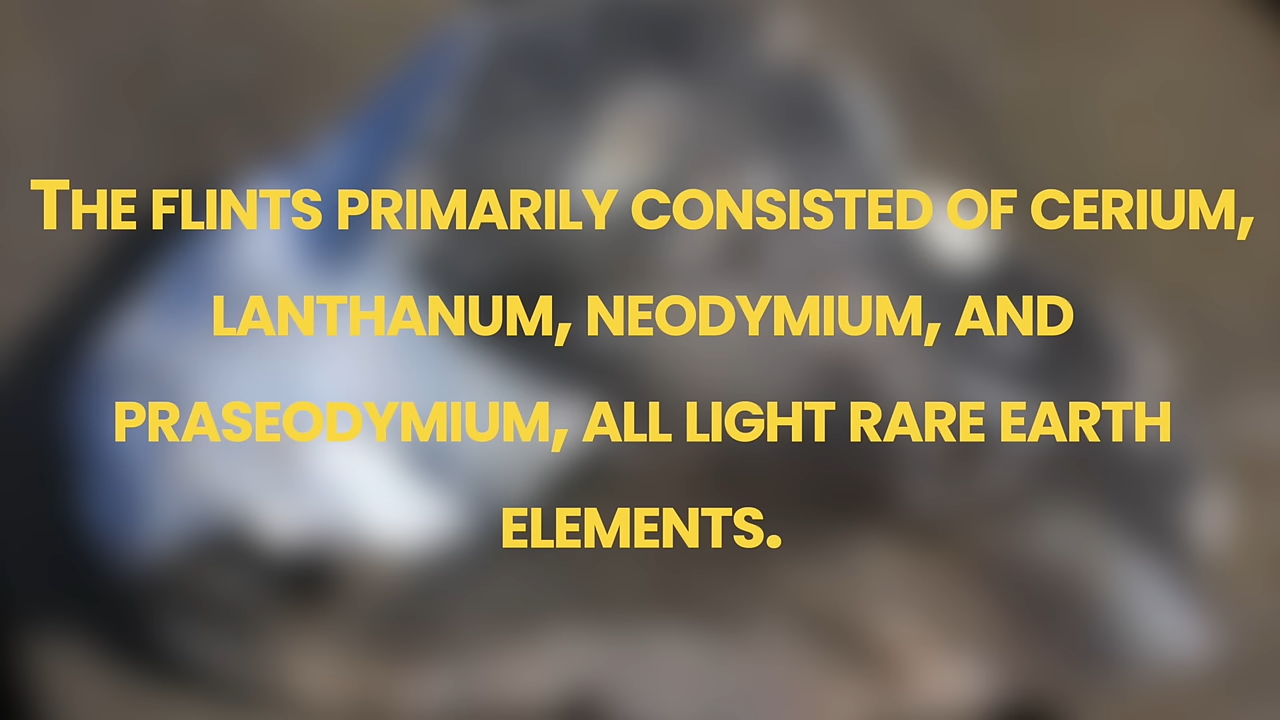 The flints primarily consisted of cerium,
lanthanum, neodymium, and
praseodymium, all light rare earth
elements.